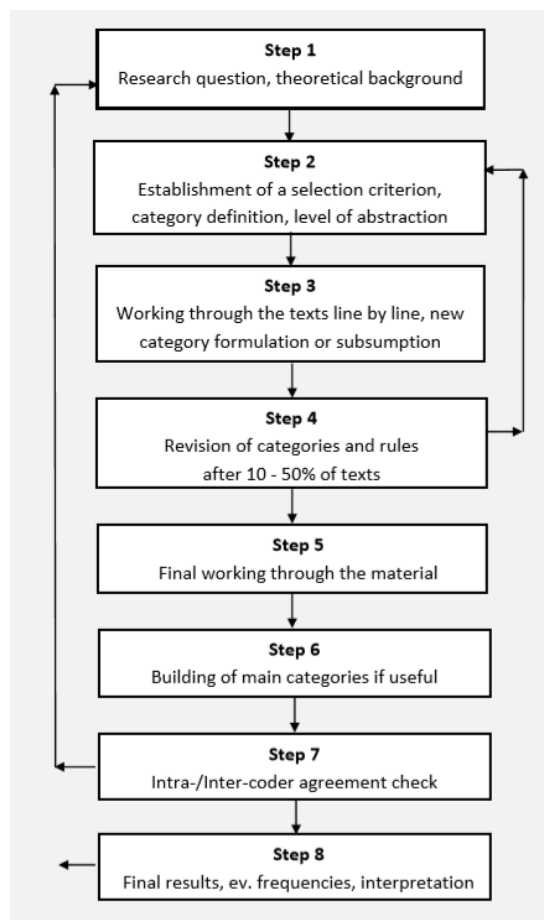 Step 1
Research question, theoretical background
Step 2
Establishment of a selection criterion,
category definition, level of abstraction
Step 3
Working through the texts line by line, new
category formulation or subsumption
Step 4
Revision of categories and rules
after 10 - 50% of texts
Step 5
Final working through the material
Step 6
Building of main categories if useful
Step 7
Intra-/Inter-coder agreement check
Step 8
Final results, ev. frequencies, interpretation